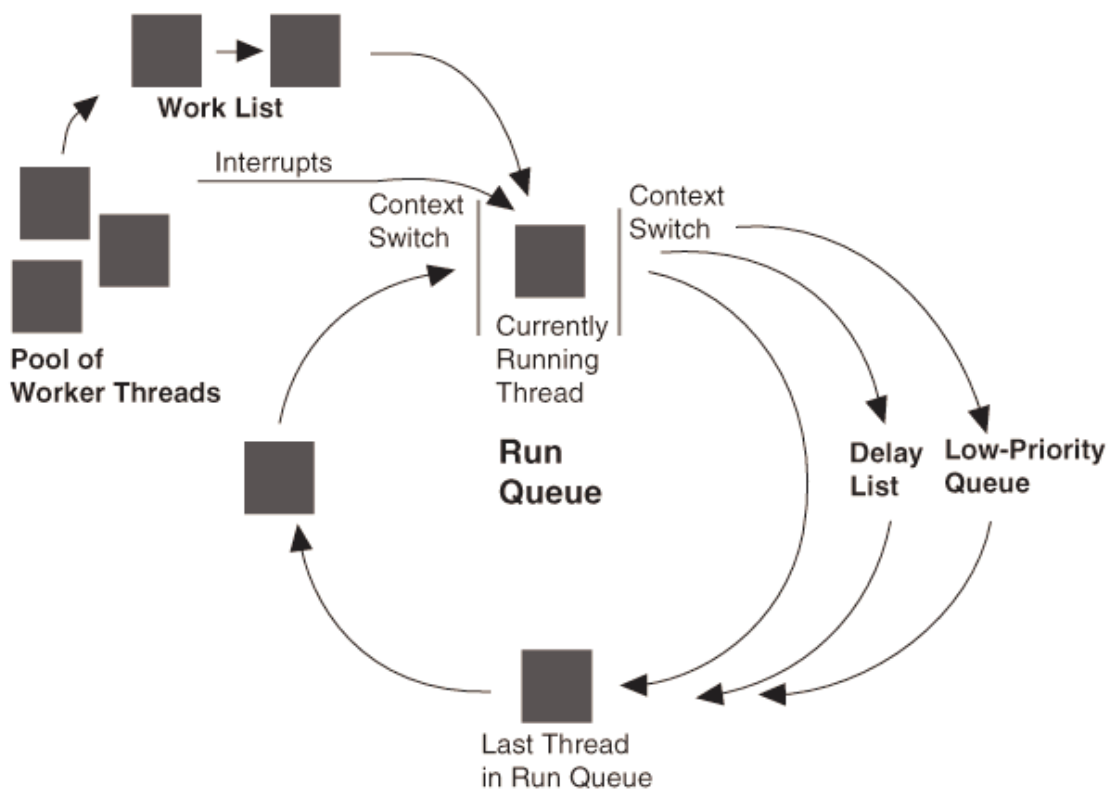 Work List
Interrupts
Context
Switch
Context
Switch
Currently
Running
Thread
Pool of
Worker Threads
Run
Queue
Delay
List
Low-Priority
Queue
Last Thread
in Run Queue